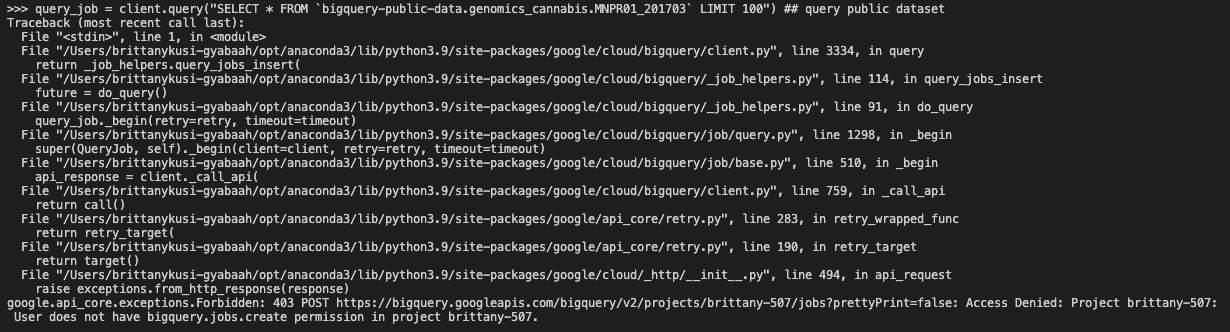 >>> query_job = client.query("SELECT * FROM `bigquery-public-data.genomics_cannabis.MNPR01_201703` LIMIT 100") ## query public dataset
Traceback (most recent call last):
  File "<stdin>", line 1, in <module>
  File "/Users/brittanykusi-gyabaah/opt/anaconda3/lib/python3.9/site-packages/google/cloud/bigquery/client.py", line 3334, in query
    return _job_helpers.query_jobs_insert(
  File "/Users/brittanykusi-gyabaah/opt/anaconda3/lib/python3.9/site-packages/google/cloud/bigquery/_job_helpers.py", line 114, in query_jobs_insert
    future = do_query()
  File "/Users/brittanykusi-gyabaah/opt/anaconda3/lib/python3.9/site-packages/google/cloud/bigquery/_job_helpers.py", line 91, in do_query
    query_job._begin(retry=retry, timeout=timeout)
  File "/Users/brittanykusi-gyabaah/opt/anaconda3/lib/python3.9/site-packages/google/cloud/bigquery/job/query.py", line 1298, in _begin
    super(QueryJob, self)._begin(client=client, retry=retry, timeout=timeout)
  File "/Users/brittanykusi-gyabaah/opt/anaconda3/lib/python3.9/site-packages/google/cloud/bigquery/job/base.py", line 510, in _begin
    api_response = client._call_api(
  File "/Users/brittanykusi-gyabaah/opt/anaconda3/lib/python3.9/site-packages/google/cloud/bigquery/client.py", line 759, in _call_api
    return call()
  File "/Users/brittanykusi-gyabaah/opt/anaconda3/lib/python3.9/site-packages/google/api_core/retry.py", line 283, in retry_wrapped_func
    return retry_target(
  File "/Users/brittanykusi-gyabaah/opt/anaconda3/lib/python3.9/site-packages/google/api_core/retry.py", line 190, in retry_target
    return target()
  File "/Users/brittanykusi-gyabaah/opt/anaconda3/lib/python3.9/site-packages/google/cloud/_http/__init__.py", line 494, in api_request
    raise exceptions.from_http_response(response)
google.api_core.exceptions.Forbidden: 403 POST https://bigquery.googleapis.com/bigquery/v2/projects/brittany-507/jobs?prettyPrint=false: Access Denied: Project brittany-507:
 User does not have bigquery.jobs.create permission in project brittany-507.